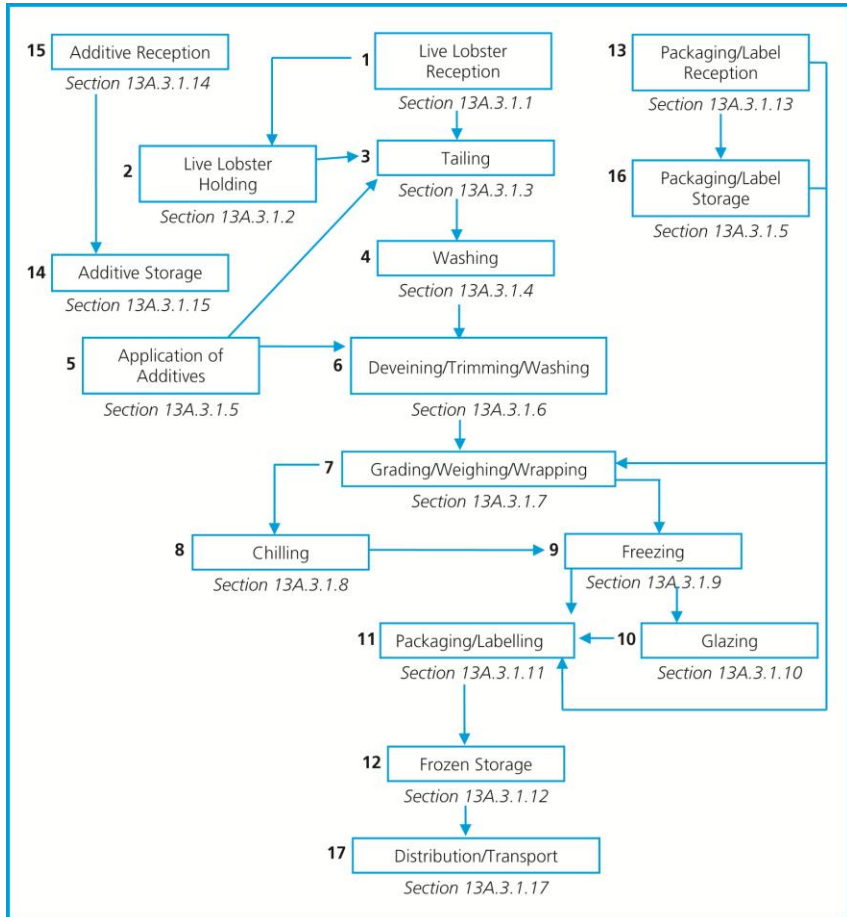 15 Additive Reception
Section 13A.3.1.14
1 Live Lobster
Reception
Section 13A.3.1.1
13 Packaging/Label
Reception
Section 13A.3.1.13
2 Live Lobster
Holding
Section 13A.3.1.2
3 Tailing
Section 13A.3.1.3
16 Packaging/Label
Storage
Section 13A.3.1.5
14 Additive Storage
Section 13A.3.1.15
4 Washing
Section 13A.3.1.4
5 Application of
Additives
Section 13A.3.1.5
6 Deveining/Trimming/Washing
Section 13A.3.1.6
7 Grading/Weighing/Wrapping
Section 13A.3.1.7
8 Chilling
Section 13A.3.1.8
9 Freezing
Section 13A.3.1.9
11 Packaging/Labelling
Section 13A.3.1.11
10 Glazing
Section 13A.3.1.10
12 Frozen Storage
Section 13A.3.1.12
17 Distribution/Transport
Section 13A.3.1.17